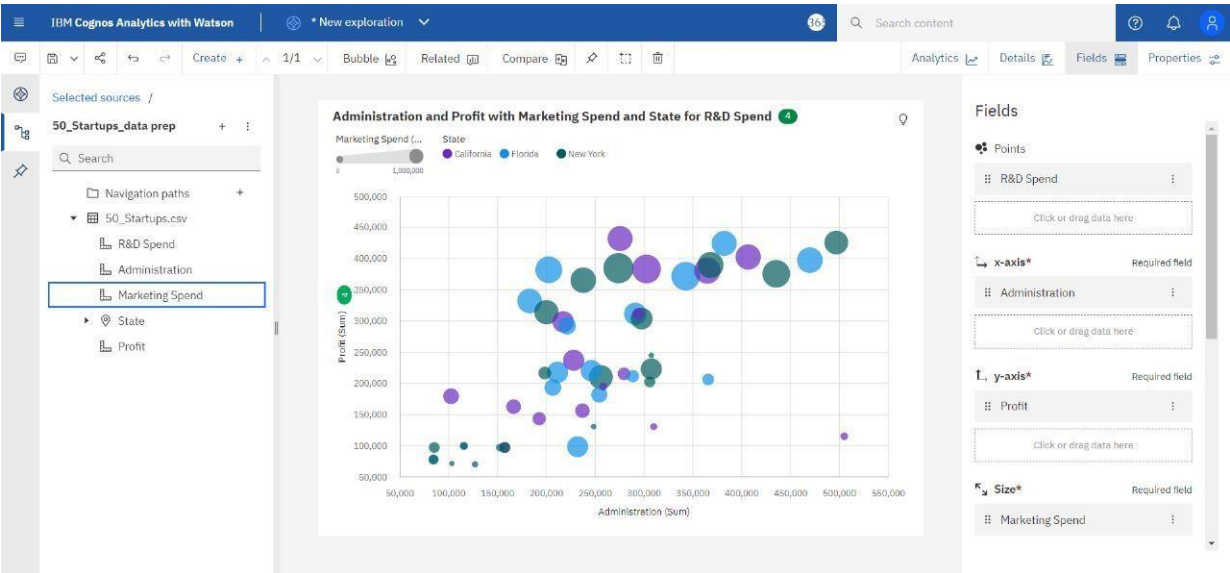 IBM Cognos Analytics with Watson
* New exploration
Search content
Create +
1/1
Bubble
Related
Compare
Analytics
Details
Fields
Properties
Selected sources /
50_Startups_data prep
Search
Navigation paths
50_Startups.csv
R&D Spend
Administration
Marketing Spend
State
Profit
Administration and Profit with Marketing Spend and State for R&D Spend 4
Marketing Spend (... State
0 1,000,000 California Florida New York
500,000
450,000
400,000
350,000
300,000
250,000
200,000
150,000
100,000
50,000
Profit (Sum)
50,000 100,000 150,000 200,000 250,000 300,000 350,000 400,000 450,000 500,000 550,000
Administration (Sum)
Fields
Points
R&D Spend
Click or drag data here
x-axis* Required field
Administration
Click or drag data here
y-axis* Required field
Profit
Click or drag data here
Size* Required field
Marketing Spend